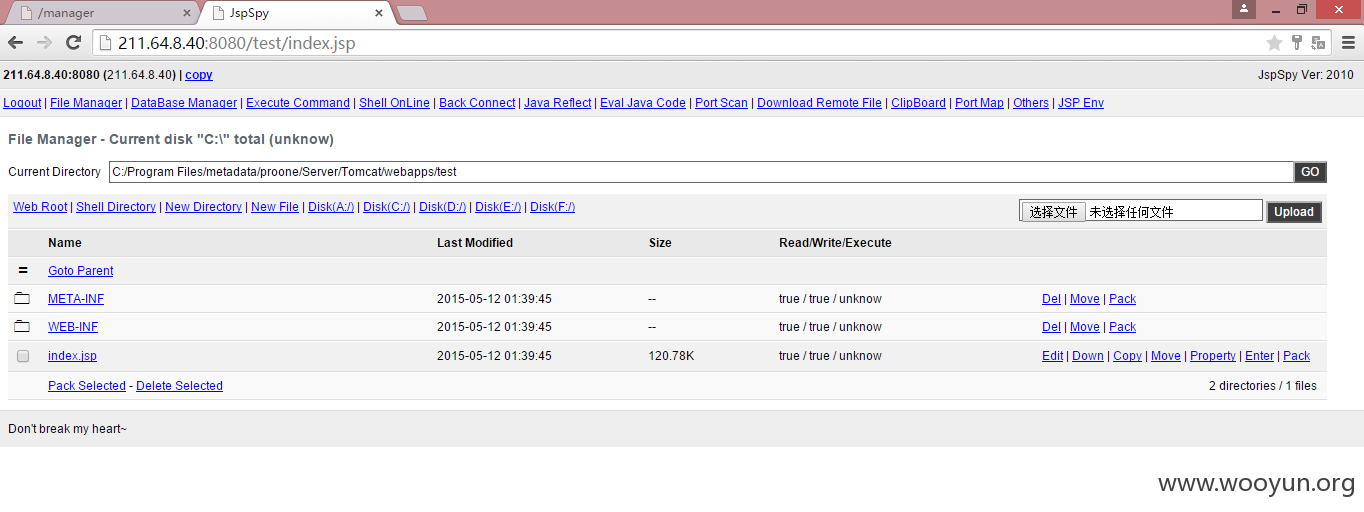 /manager
JspSpy
211.64.8.40:8080/test/index.jsp
211.64.8.40:8080 (211.64.8.40) | copy
JspSpy Ver: 2010
Logout | File Manager | DataBase Manager | Execute Command | Shell OnLine | Back Connect | Java Reflect | Eval Java Code | Port Scan | Download Remote File | ClipBoard | Port Map | Others | JSP Env
File Manager - Current disk "C:\" total (unknow)
Current Directory C:/Program Files/metadata/proone/Server/Tomcat/webapps/test GO
Web Root | Shell Directory | New Directory | New File | Disk(A:/) | Disk(C:/) | Disk(D:/) | Disk(E:/) | Disk(F:/)
选择文件 未选择任何文件 Upload
Name Last Modified Size Read/Write/Execute
= Goto Parent
META-INF 2015-05-12 01:39:45 -- true / true / unknow Del | Move | Pack
WEB-INF 2015-05-12 01:39:45 -- true / true / unknow Del | Move | Pack
index.jsp 2015-05-12 01:39:45 120.78K true / true / unknow Edit | Down | Copy | Move | Property | Enter | Pack
Pack Selected - Delete Selected 2 directories / 1 files
Don't break my heart~
www.wooyun.org